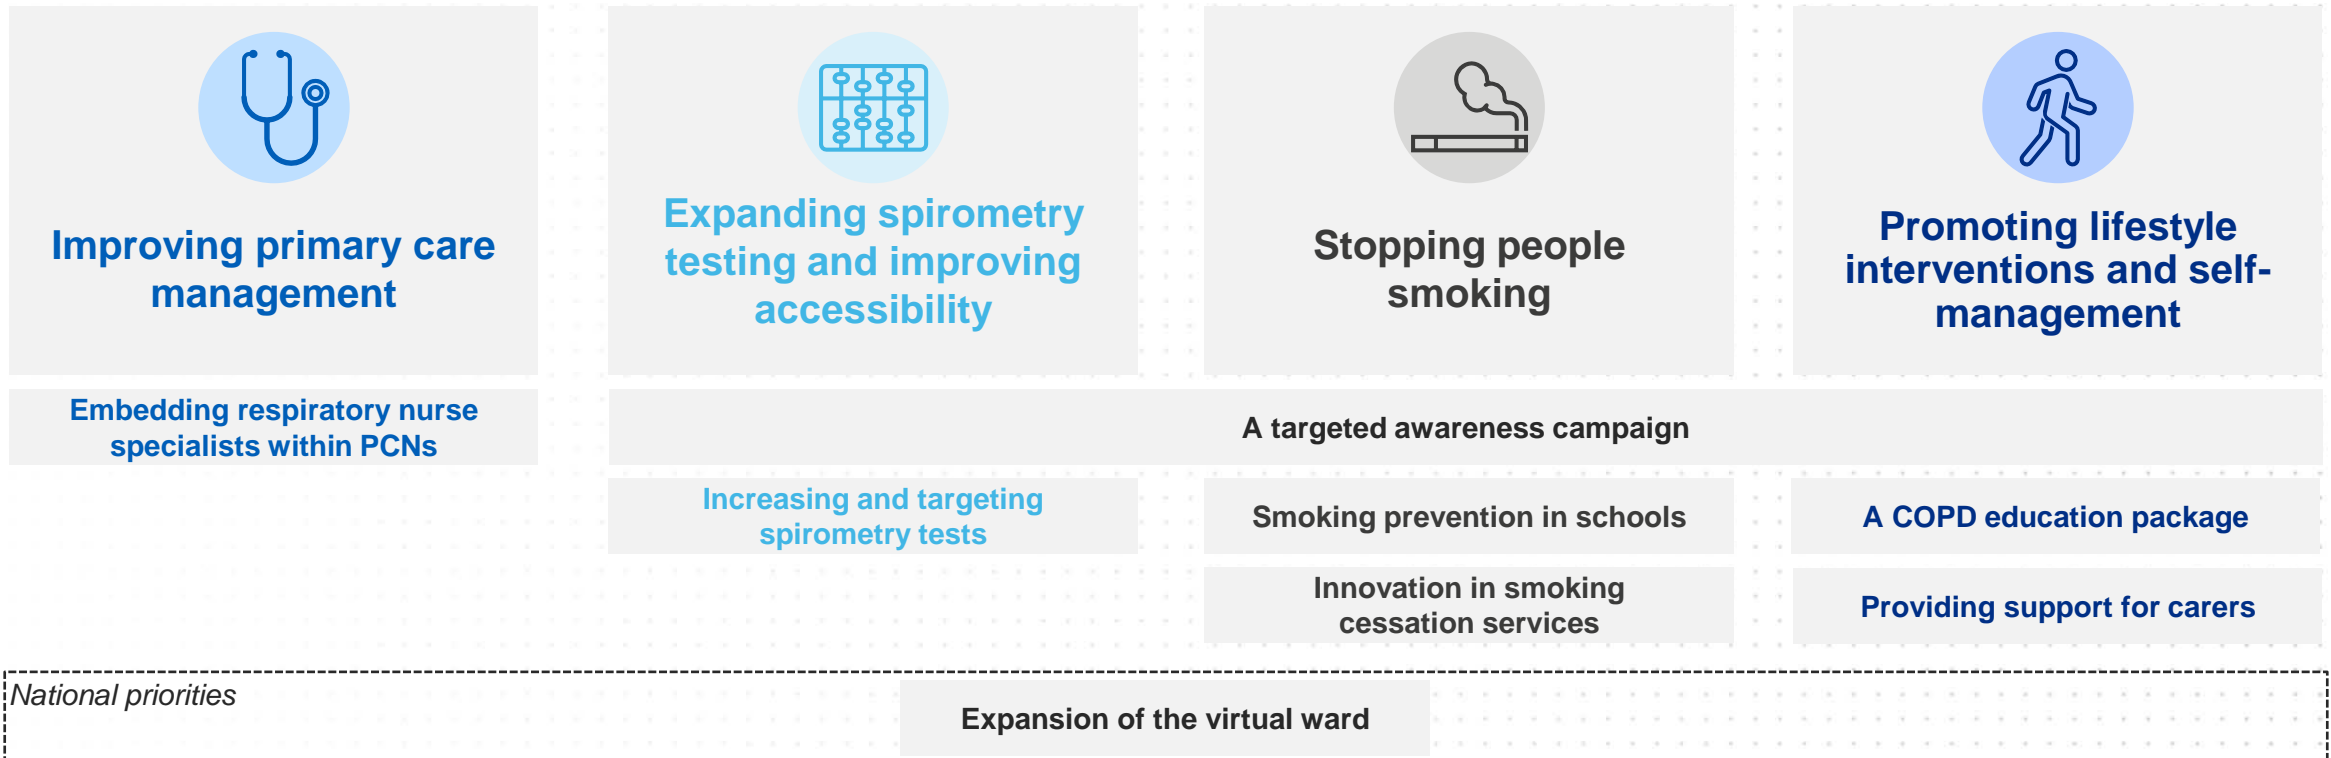 Improving primary care
management
Expanding spirometry
testing and improving
accessibility
Stopping people
smoking
Promoting lifestyle
interventions and self-
management
Embedding respiratory nurse
specialists within PCNs
A targeted awareness campaign
Increasing and targeting
spirometry tests
Smoking prevention in schools
A COPD education package
Innovation in smoking
cessation services
Providing support for carers
National priorities
Expansion of the virtual ward